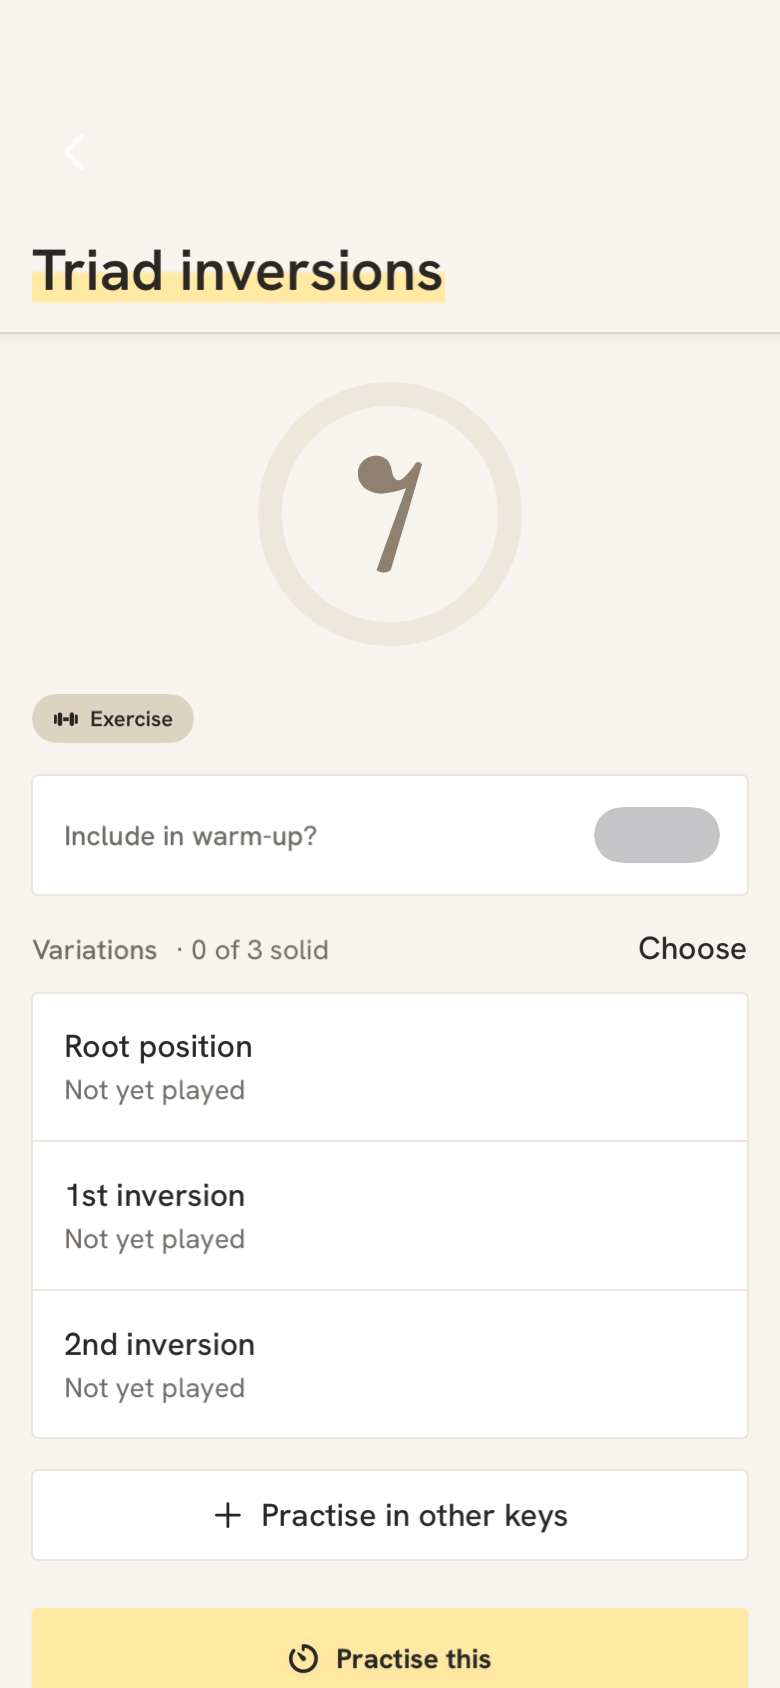 Triad inversions
Exercise
Include in warm-up?
Variations · 0 of 3 solid
Choose
Root position
Not yet played
1st inversion
Not yet played
2nd inversion
Not yet played
Practise in other keys
Practise this